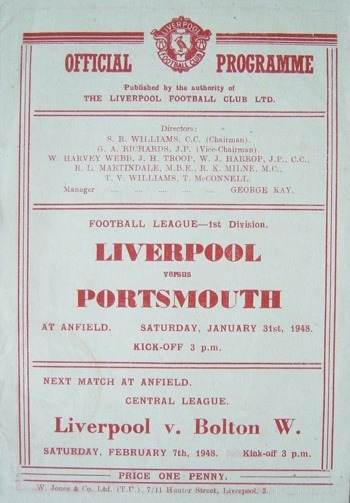 LIVERPOOL
FOOTBALL CLUB
OFFICIAL PROGRAMME
Published by the authority of
THE LIVERPOOL FOOTBALL CLUB LTD.
Directors:
S. R. WILLIAMS, C.C. (Chairman).
G. A. RICHARDS, J.P. (Vice-Chairman).
W. HARVEY WEBB, J. H. TROOP, W. J. HARROP, J.P., C.C.,
R. L. MARTINDALE, M.B.E., R. K. MILNE, M.C.,
T. V. WILLIAMS, T. McCONNELL.
Manager .... .... .... .... .... GEORGE KAY.
FOOTBALL LEAGUE—1st Division.
LIVERPOOL
versus
PORTSMOUTH
AT ANFIELD. SATURDAY, JANUARY 31st, 1948.
KICK-OFF 3 p.m.
NEXT MATCH AT ANFIELD.
CENTRAL LEAGUE.
Liverpool v. Bolton W.
SATURDAY, FEBRUARY 7th, 1948. Kick-off 3 p.m.
PRICE ONE PENNY.
W. Jones & Co. Ltd. (T.U.), 7/11 Hunter Street, Liverpool, 3.